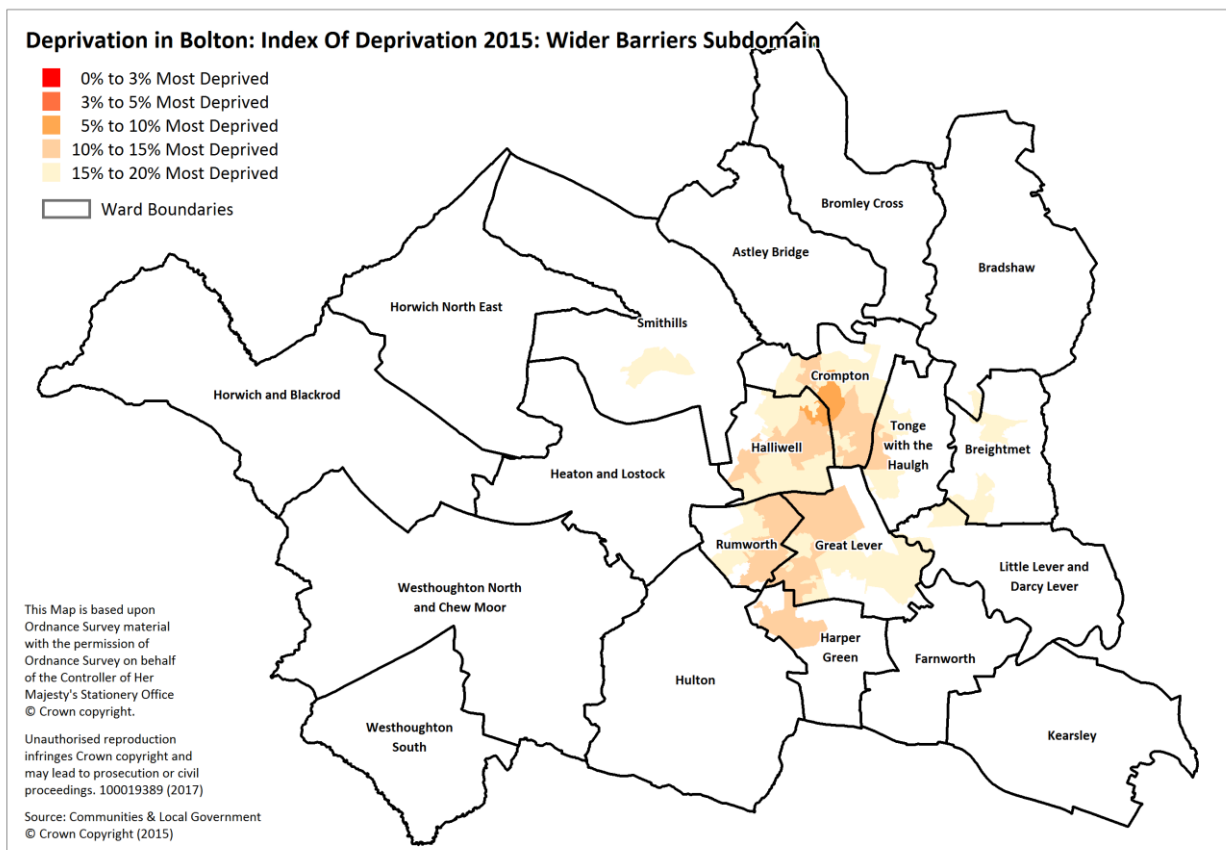 Deprivation in Bolton: Index Of Deprivation 2015: Wider Barriers Subdomain
0% to 3% Most Deprived
3% to 5% Most Deprived
5% to 10% Most Deprived
10% to 15% Most Deprived
15% to 20% Most Deprived
Ward Boundaries
Bromley Cross
Astley Bridge
Bradshaw
Horwich North East
Smithills
Crompton
Horwich and Blackrod
Tonge
with the
Haulgh
Halliwell
Breightmet
Heaton and Lostock
Rumworth
Great Lever
Little Lever and
Darcy Lever
Westhoughton North
and Chew Moor
Harper
Green
Farnworth
Hulton
Westhoughton
South
Kearsley
This Map is based upon
Ordnance Survey material
with the permission of
Ordnance Survey on behalf
of the Controller of Her
Majesty's Stationery Office
© Crown copyright.
Unauthorised reproduction
infringes Crown copyright and
may lead to prosecution or civil
proceedings. 100019389 (2017)
Source: Communities & Local Government
© Crown Copyright (2015)